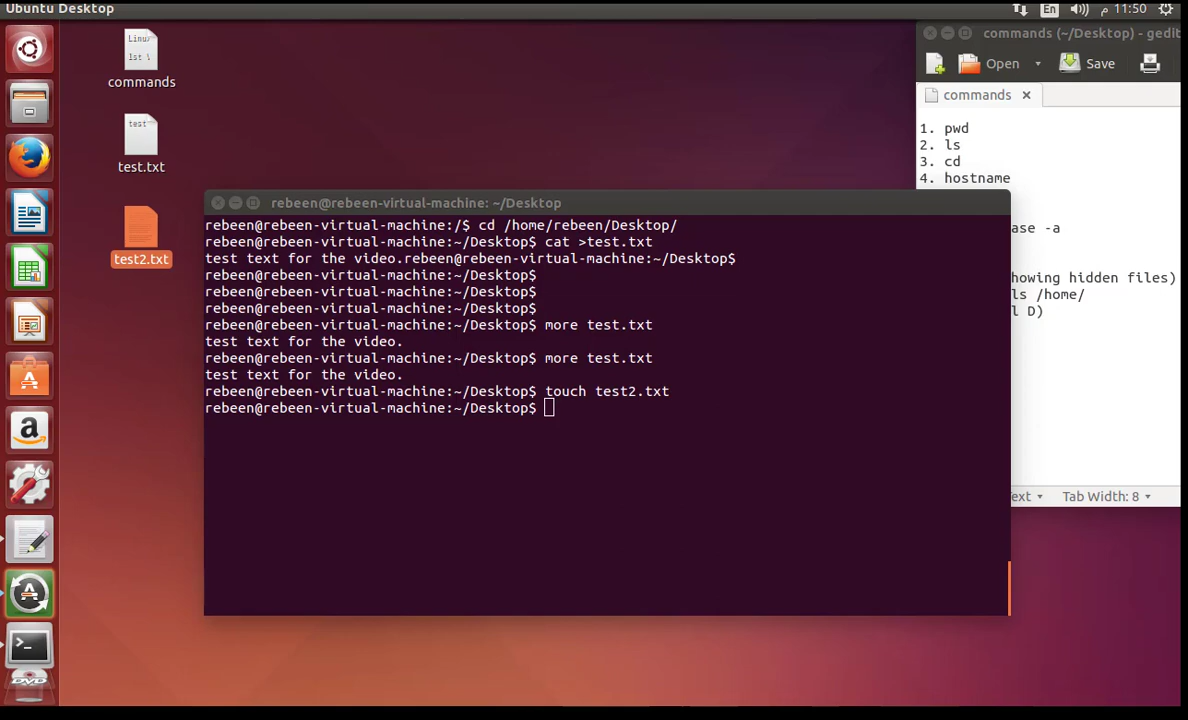 Ubuntu Desktop
En
م 11:50
Linu
1st \
commands
test
test.txt
test2.txt
commands (~/Desktop) - gedit
Open
Save
commands
1. pwd
2. ls
3. cd
4. hostname
ase -a
howing hidden files)
ls /home/
l D)
ext
Tab Width: 8
rebeen@rebeen-virtual-machine: ~/Desktop
rebeen@rebeen-virtual-machine:/$ cd /home/rebeen/Desktop/
rebeen@rebeen-virtual-machine:~/Desktop$ cat >test.txt
test text for the video.rebeen@rebeen-virtual-machine:~/Desktop$
rebeen@rebeen-virtual-machine:~/Desktop$
rebeen@rebeen-virtual-machine:~/Desktop$
rebeen@rebeen-virtual-machine:~/Desktop$
rebeen@rebeen-virtual-machine:~/Desktop$ more test.txt
test text for the video.
rebeen@rebeen-virtual-machine:~/Desktop$ more test.txt
test text for the video.
rebeen@rebeen-virtual-machine:~/Desktop$ touch test2.txt
rebeen@rebeen-virtual-machine:~/Desktop$